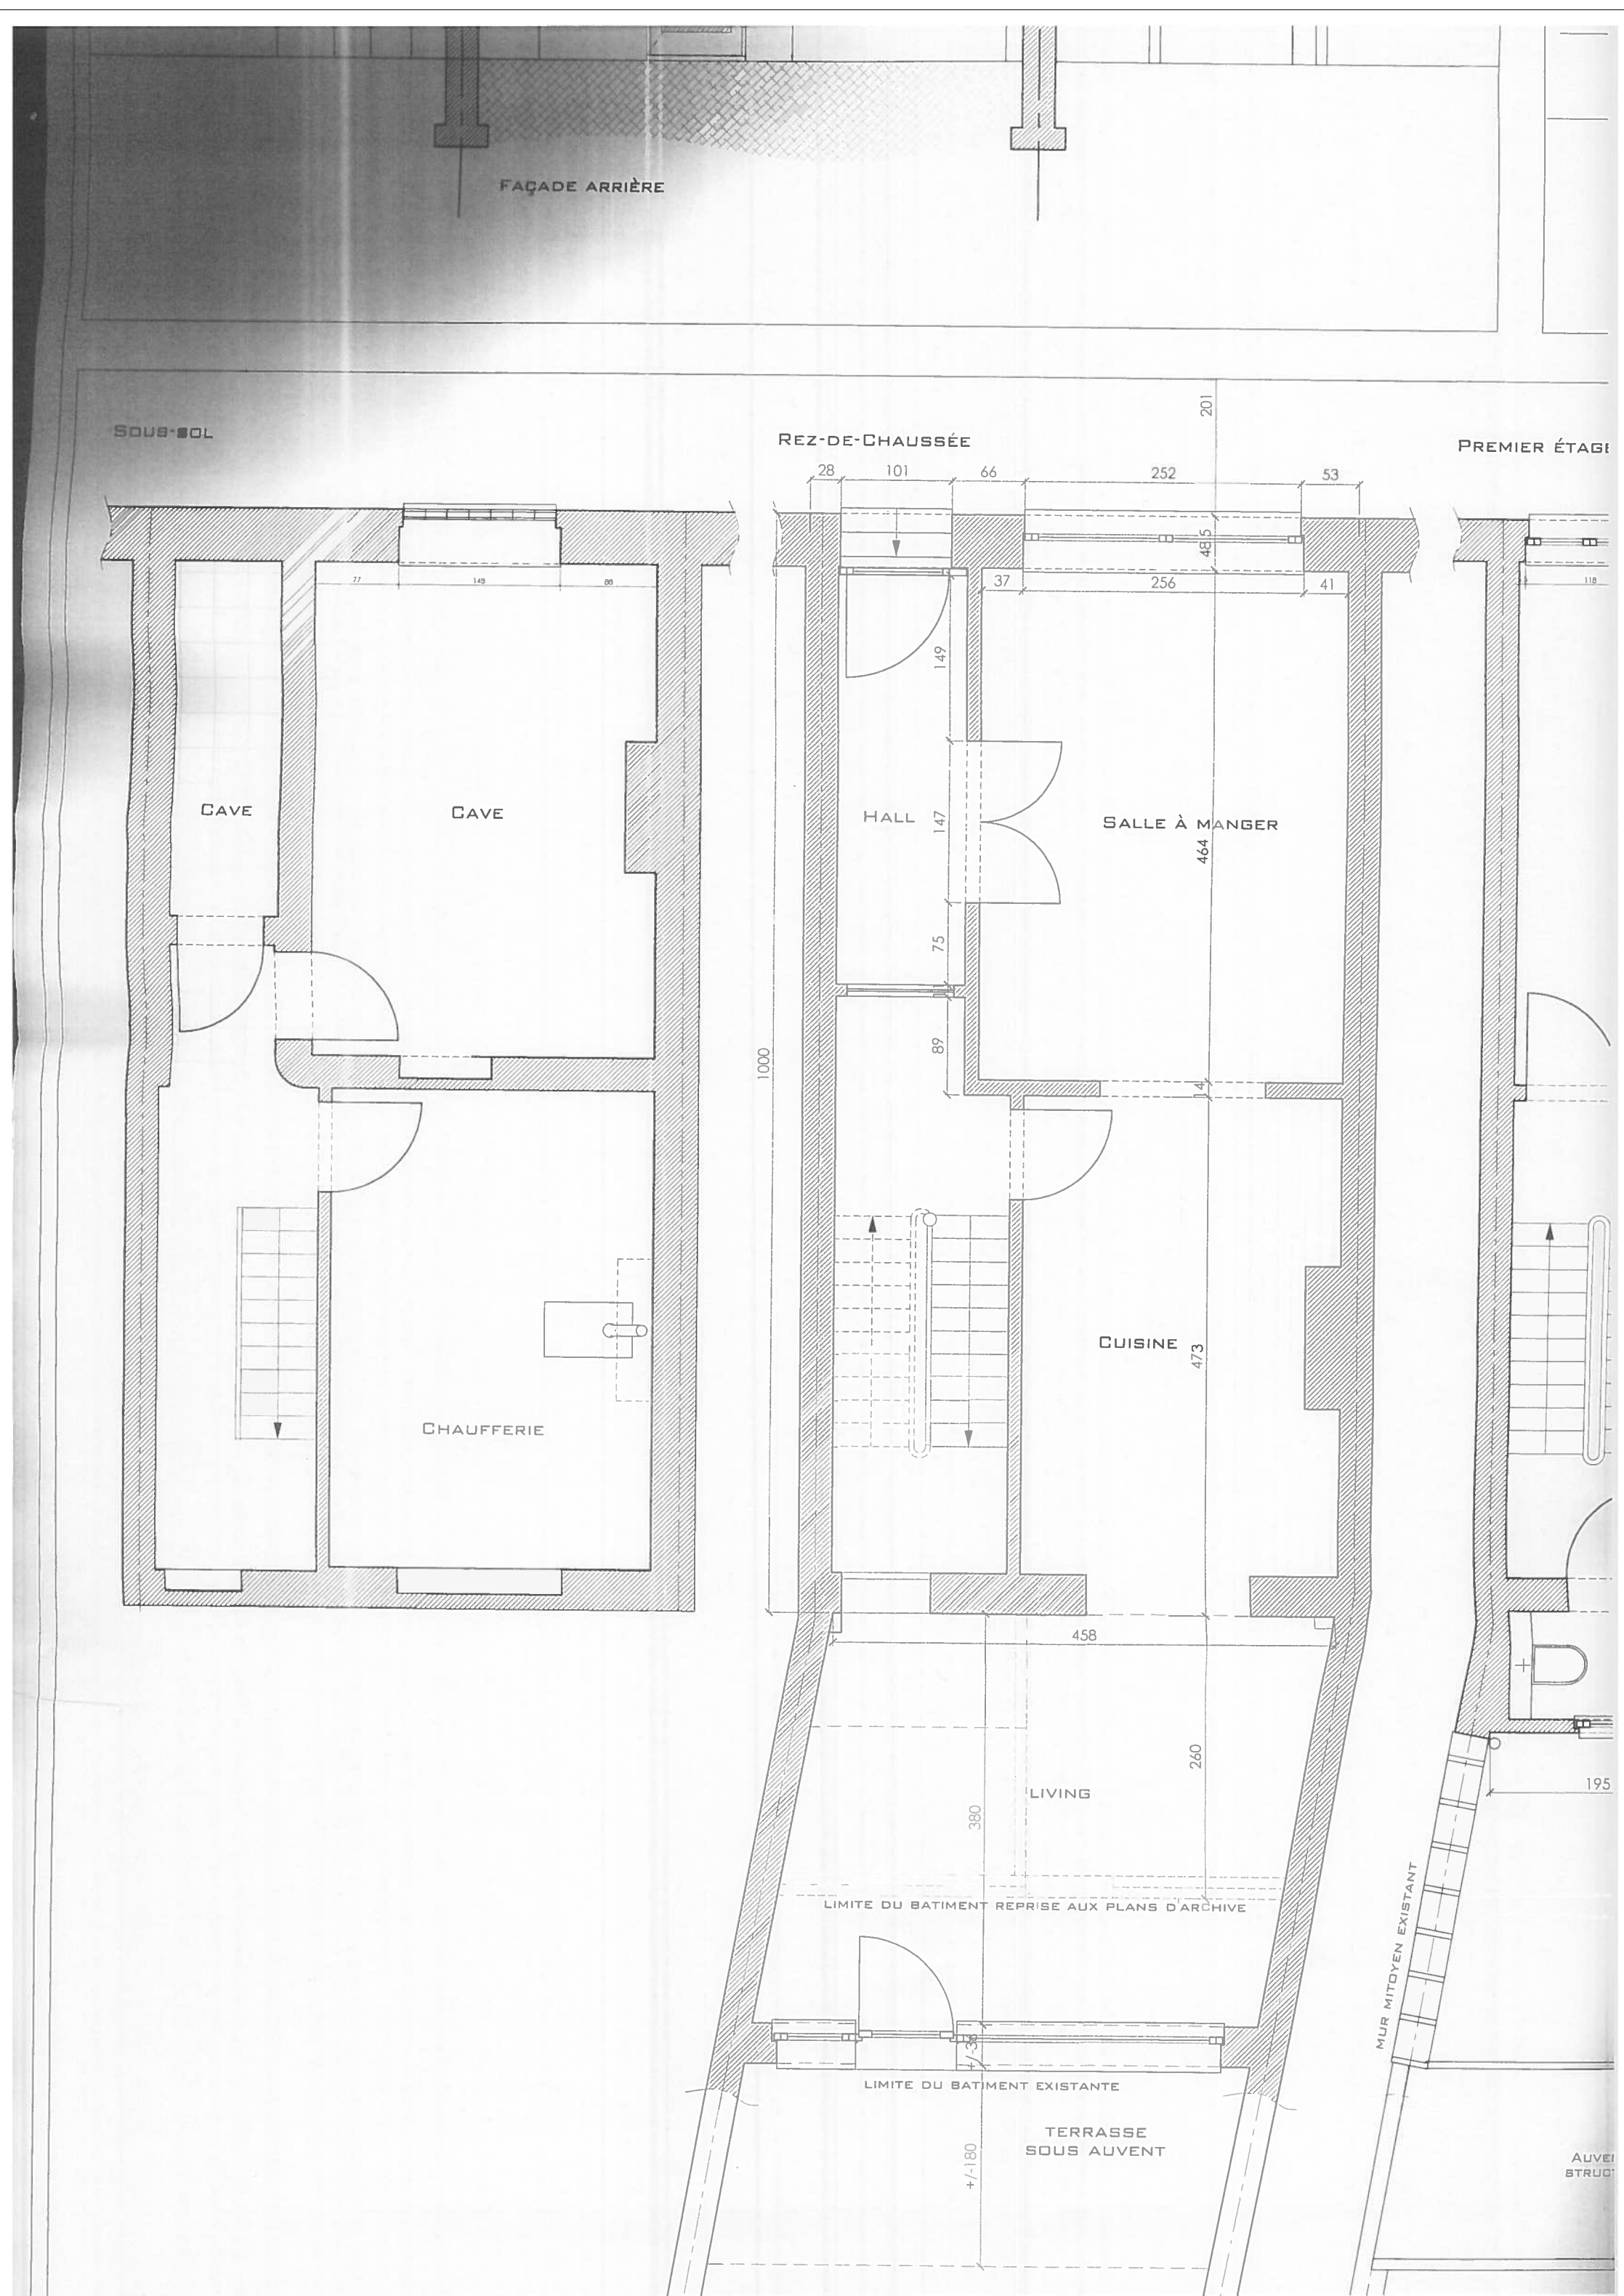 FAÇADE ARRIÈRE
SOUS-SOL
REZ-DE-CHAUSSÉE
PREMIER ÉTAGE
201
28
101
66
252
53
48.5
37
256
41
77
149
88
118
149
CAVE
CAVE
HALL
147
SALLE À MANGER
464
75
89
1000
14
CUISINE
473
CHAUFFERIE
458
260
LIVING
380
195
LIMITE DU BATIMENT REPRISE AUX PLANS D'ARCHIVE
MUR MITOYEN EXISTANT
LIMITE DU BATIMENT EXISTANTE
TERRASSE
SOUS AUVENT
+/-180